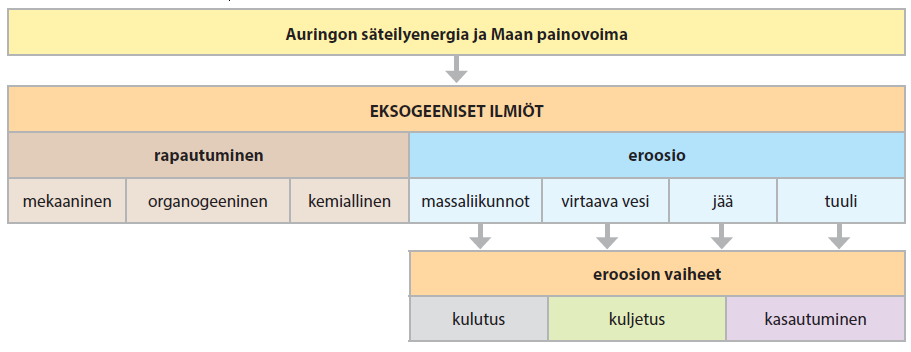 Auringon säteilyenergia ja Maan painovoima
EKSOGEENISET ILMIÖT
rapautuminen eroosio
mekaaninen organogeeninen kemiallinen massaliikunnot virtaava vesi jää tuuli
eroosion vaiheet
kulutus kuljetus kasautuminen